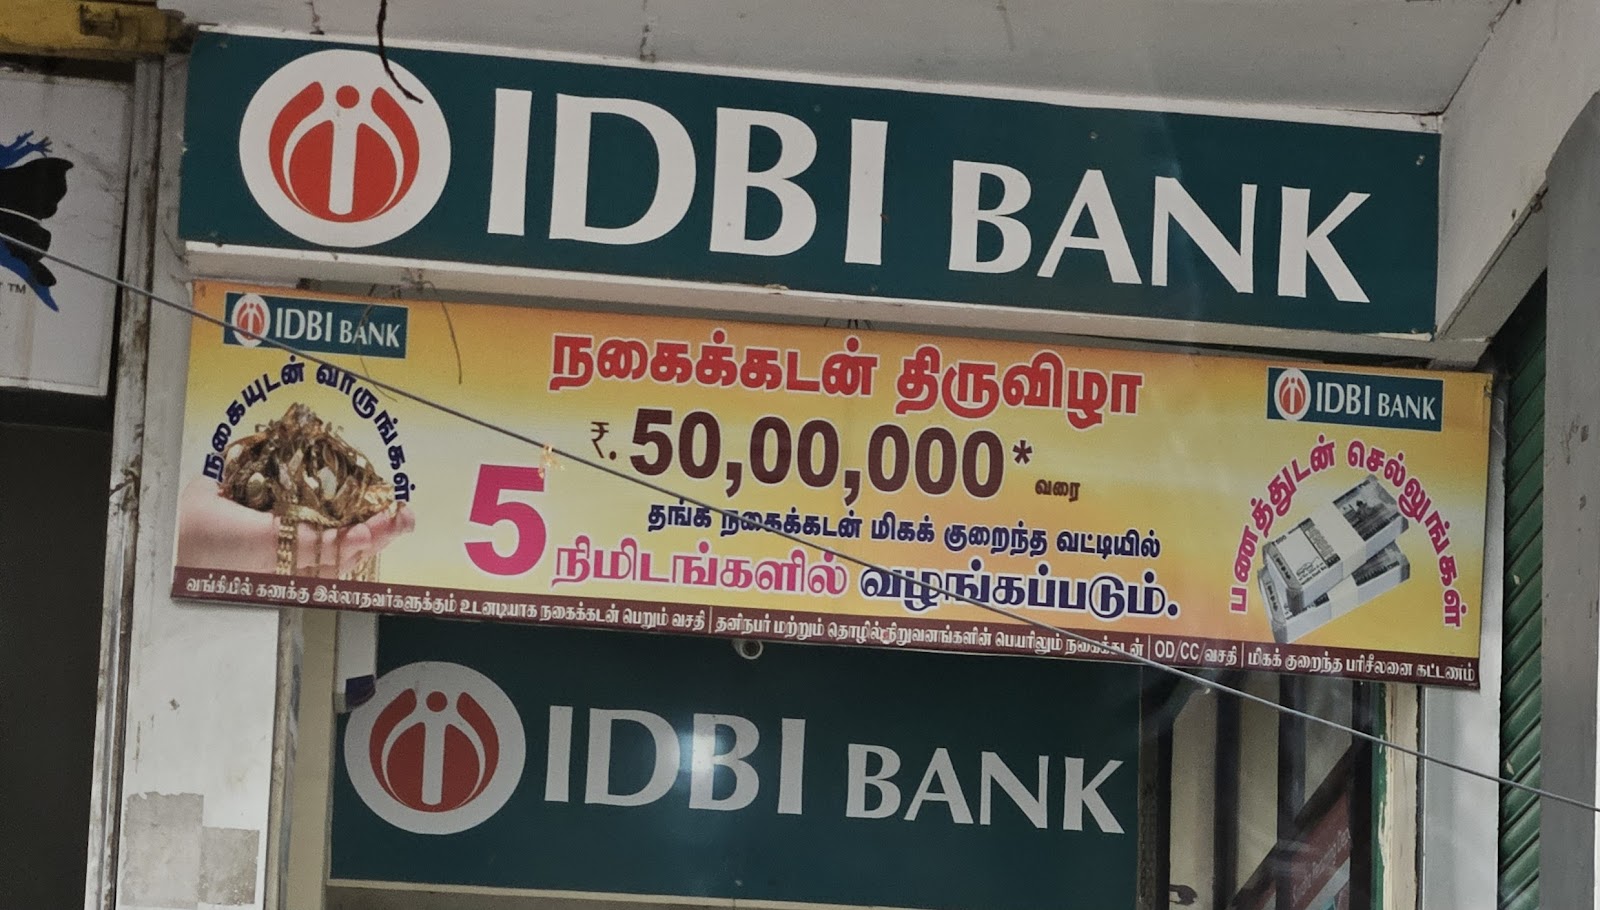 IDBI BANK
IDBI BANK
நகையுடன் வாருங்கள்
நகைக்கடன் திருவிழா
₹. 50,00,000* வரை
தங்க நகைக்கடன் மிகக் குறைந்த வட்டியில்
5 நிமிடங்களில் வழங்கப்படும்.
IDBI BANK
பணத்துடன் செல்லுங்கள்
வங்கியில் கணக்கு இல்லாதவர்களுக்கும் உடனடியாக நகைக்கடன் பெறும் வசதி | தனிநபர் மற்றும் தொழில் நிறுவனங்களின் பெயரிலும் நகைக்கடன் | OD/CC/வசதி | மிகக் குறைந்த பரிசீலனை கட்டணம்
IDBI BANK
TM